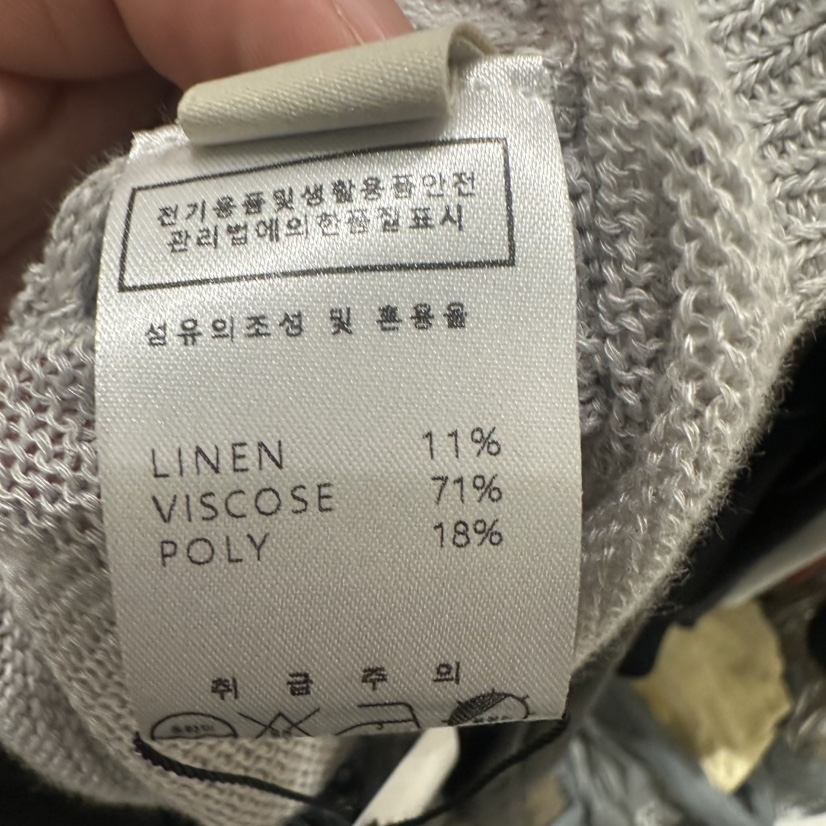 전기용품및생활용품안전
관리법에의한품질표시
섬유의조성 및 혼용율
LINEN 11%
VISCOSE 71%
POLY 18%
취 급 주 의